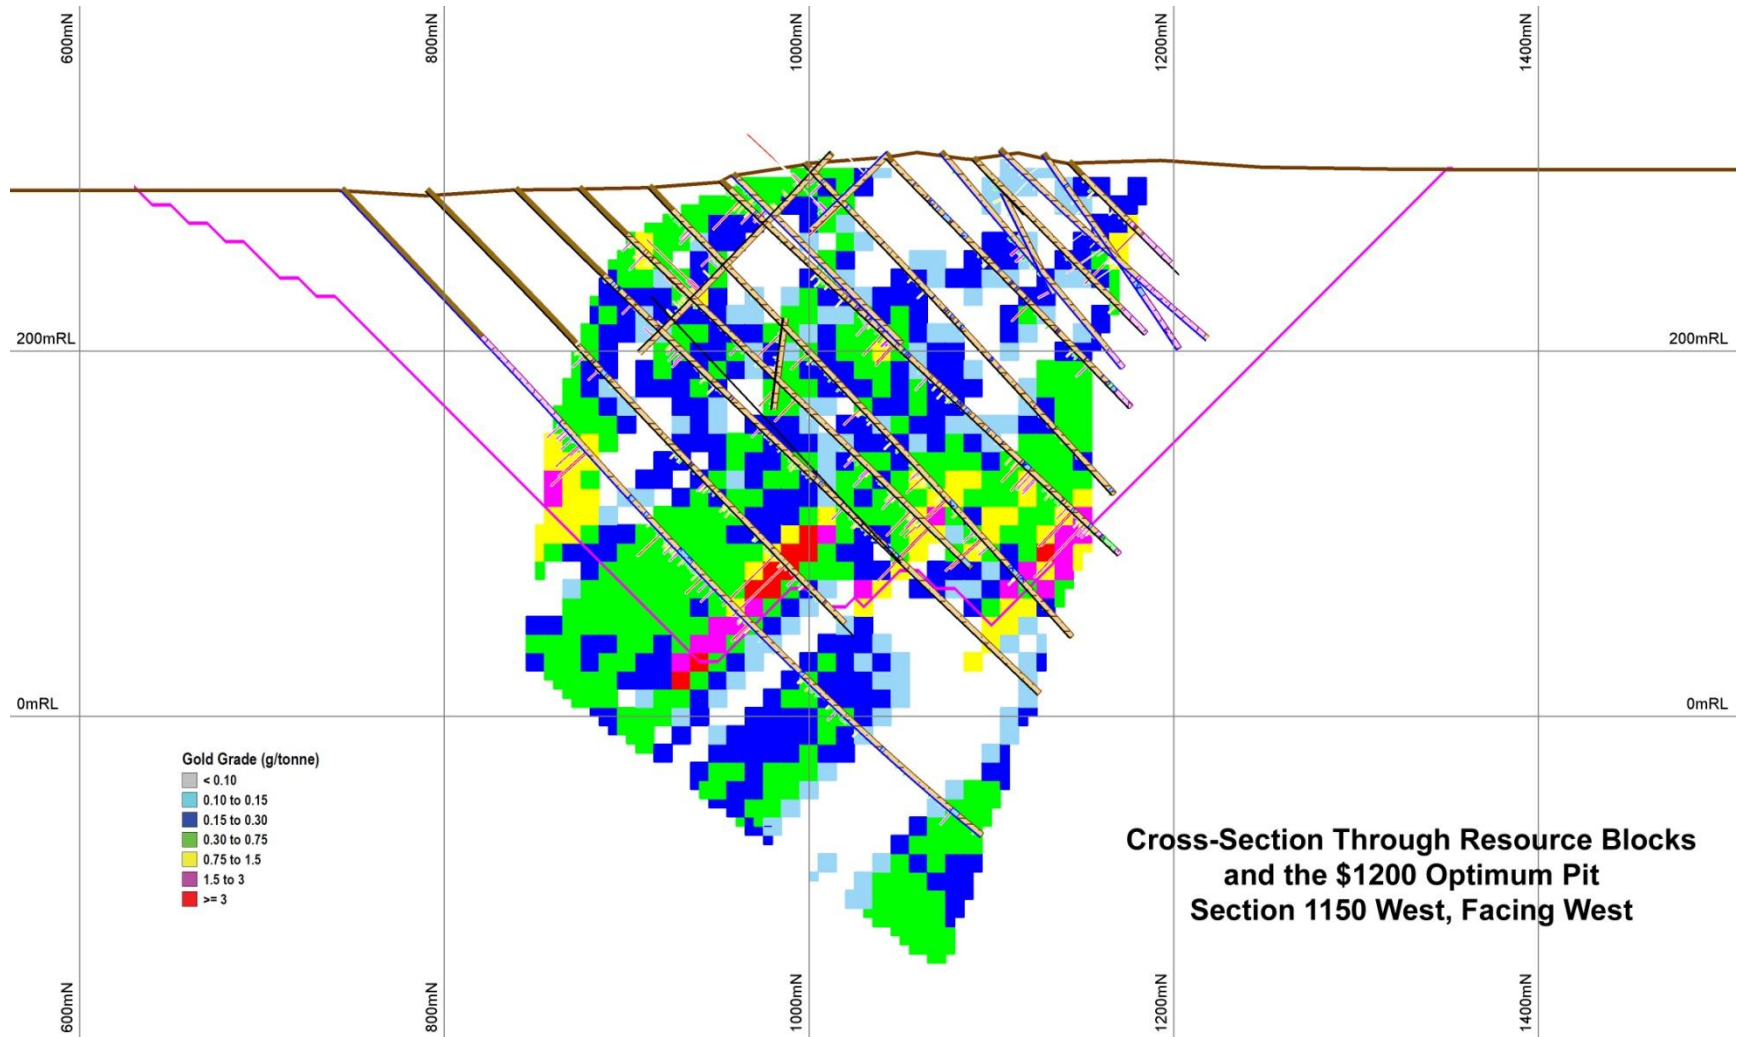 600mN
800mN
1000mN
1200mN
1400mN
200mRL
200mRL
0mRL
0mRL
Gold Grade (g/tonne)
< 0.10
0.10 to 0.15
0.15 to 0.30
0.30 to 0.75
0.75 to 1.5
1.5 to 3
>= 3
Cross-Section Through Resource Blocks
and the $1200 Optimum Pit
Section 1150 West, Facing West
600mN
800mN
1000mN
1200mN
1400mN